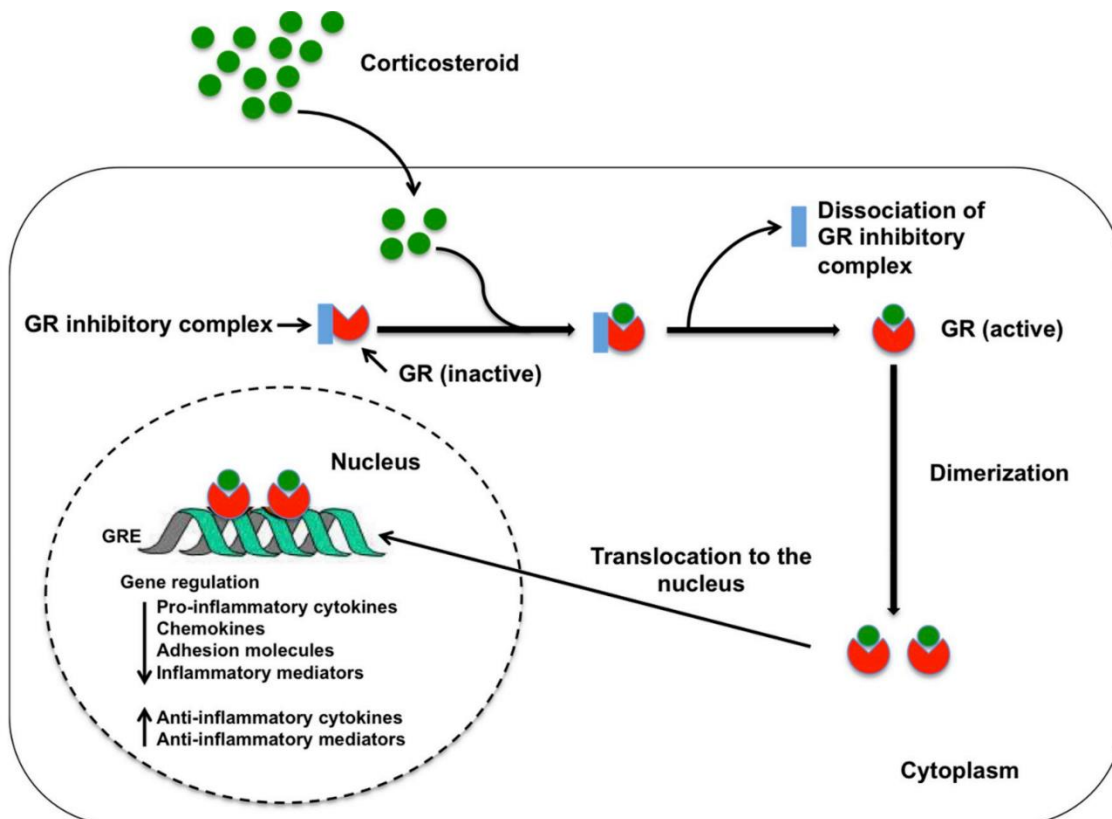 Corticosteroid
Dissociation of
GR inhibitory
complex
GR inhibitory complex
GR (active)
GR (inactive)
Nucleus
Dimerization
GRE
Translocation to the
nucleus
Gene regulation
Pro-inflammatory cytokines
Chemokines
Adhesion molecules
Inflammatory mediators
Anti-inflammatory cytokines
Anti-inflammatory mediators
Cytoplasm